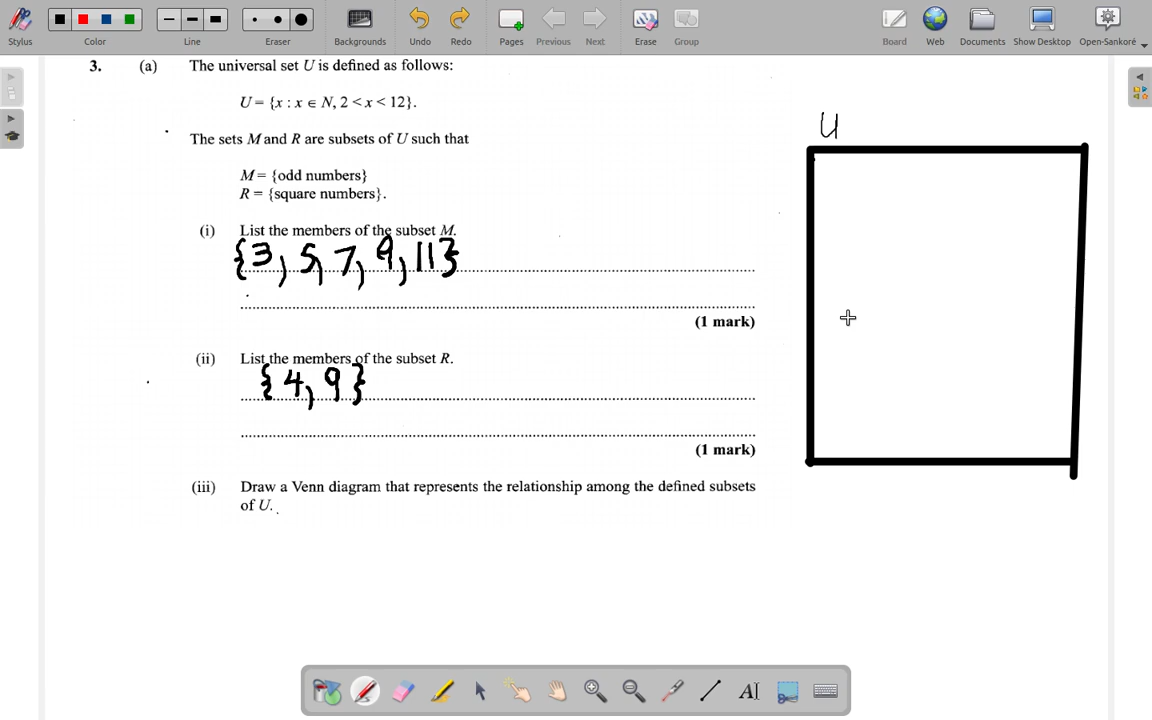 Stylus
Color
Line
Eraser
Backgrounds
Undo
Redo
Pages
Previous
Next
Erase
Group
Board
Web
Documents
Show Desktop
Open-Sankoré
3. (a) The universal set U is defined as follows:
U = {x : x ∈ N, 2 < x < 12}.
The sets M and R are subsets of U such that
M = {odd numbers}
R = {square numbers}.
(i) List the members of the subset M.
{3, 5, 7, 9, 11}
(1 mark)
(ii) List the members of the subset R.
{4, 9}
(1 mark)
(iii) Draw a Venn diagram that represents the relationship among the defined subsets
of U.
U
AI